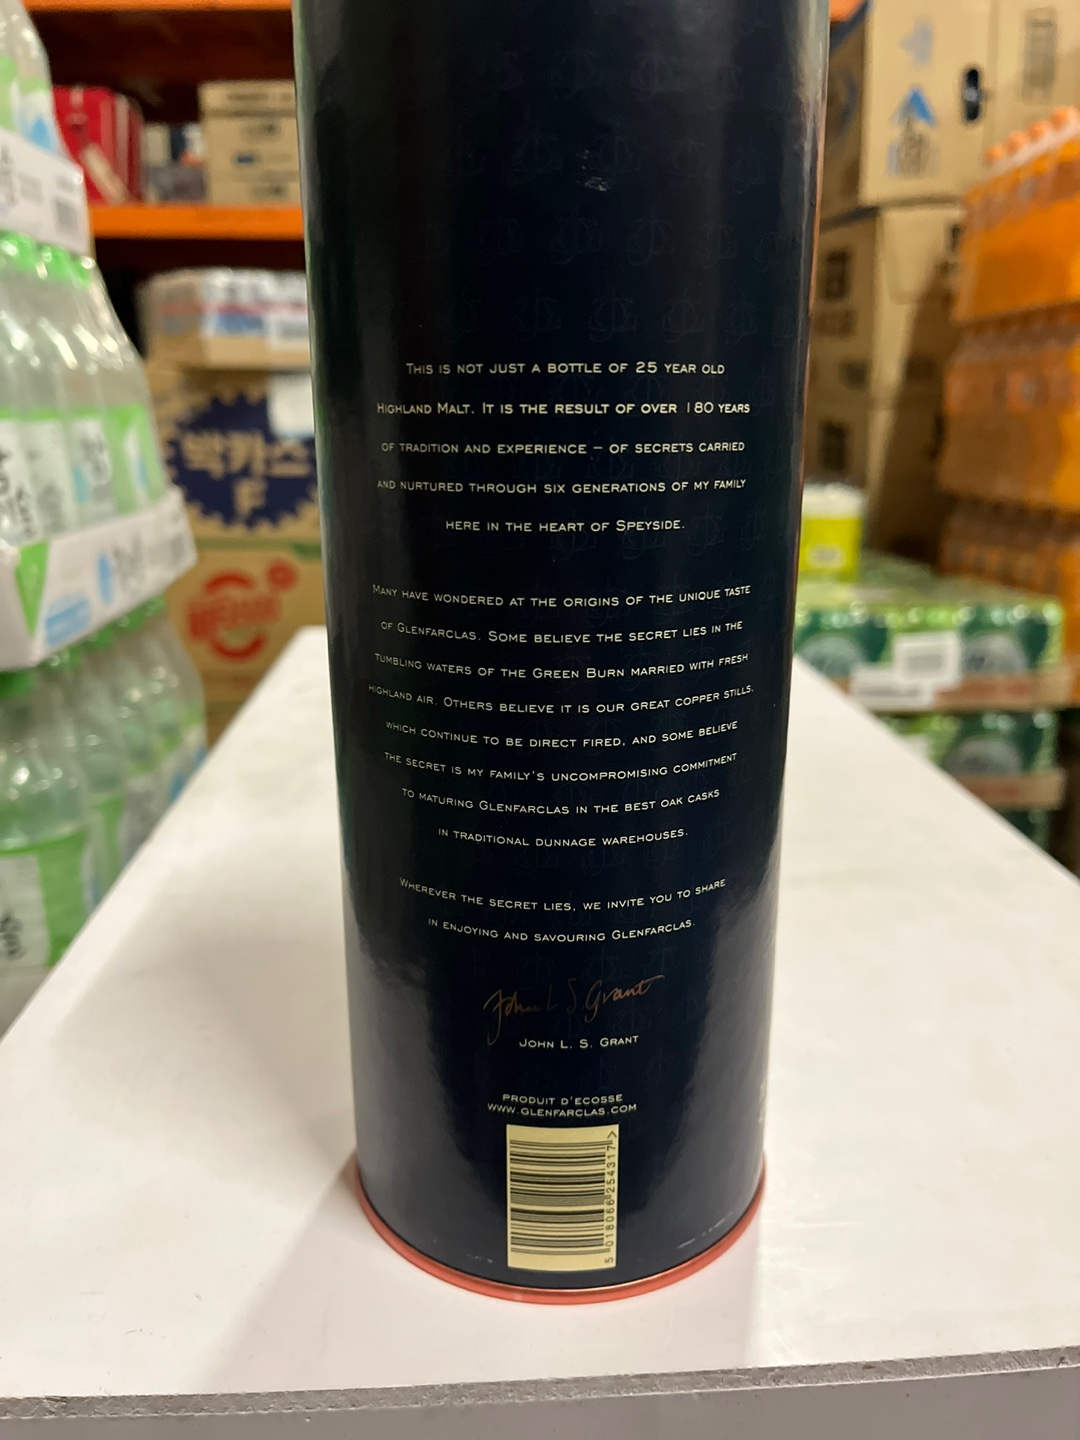 THIS IS NOT JUST A BOTTLE OF 25 YEAR OLD
HIGHLAND MALT. IT IS THE RESULT OF OVER 180 YEARS
OF TRADITION AND EXPERIENCE – OF SECRETS CARRIED
AND NURTURED THROUGH SIX GENERATIONS OF MY FAMILY
HERE IN THE HEART OF SPEYSIDE.
MANY HAVE WONDERED AT THE ORIGINS OF THE UNIQUE TASTE
OF GLENFARCLAS. SOME BELIEVE THE SECRET LIES IN THE
TUMBLING WATERS OF THE GREEN BURN MARRIED WITH FRESH
HIGHLAND AIR. OTHERS BELIEVE IT IS OUR GREAT COPPER STILLS,
WHICH CONTINUE TO BE DIRECT FIRED, AND SOME BELIEVE
THE SECRET IS MY FAMILY'S UNCOMPROMISING COMMITMENT
TO MATURING GLENFARCLAS IN THE BEST OAK CASKS
IN TRADITIONAL DUNNAGE WAREHOUSES.
WHEREVER THE SECRET LIES, WE INVITE YOU TO SHARE
IN ENJOYING AND SAVOURING GLENFARCLAS.
John L S Grant
JOHN L. S. GRANT
PRODUIT D'ECOSSE
WWW.GLENFARCLAS.COM
5 018066 254317 >
박카스
F